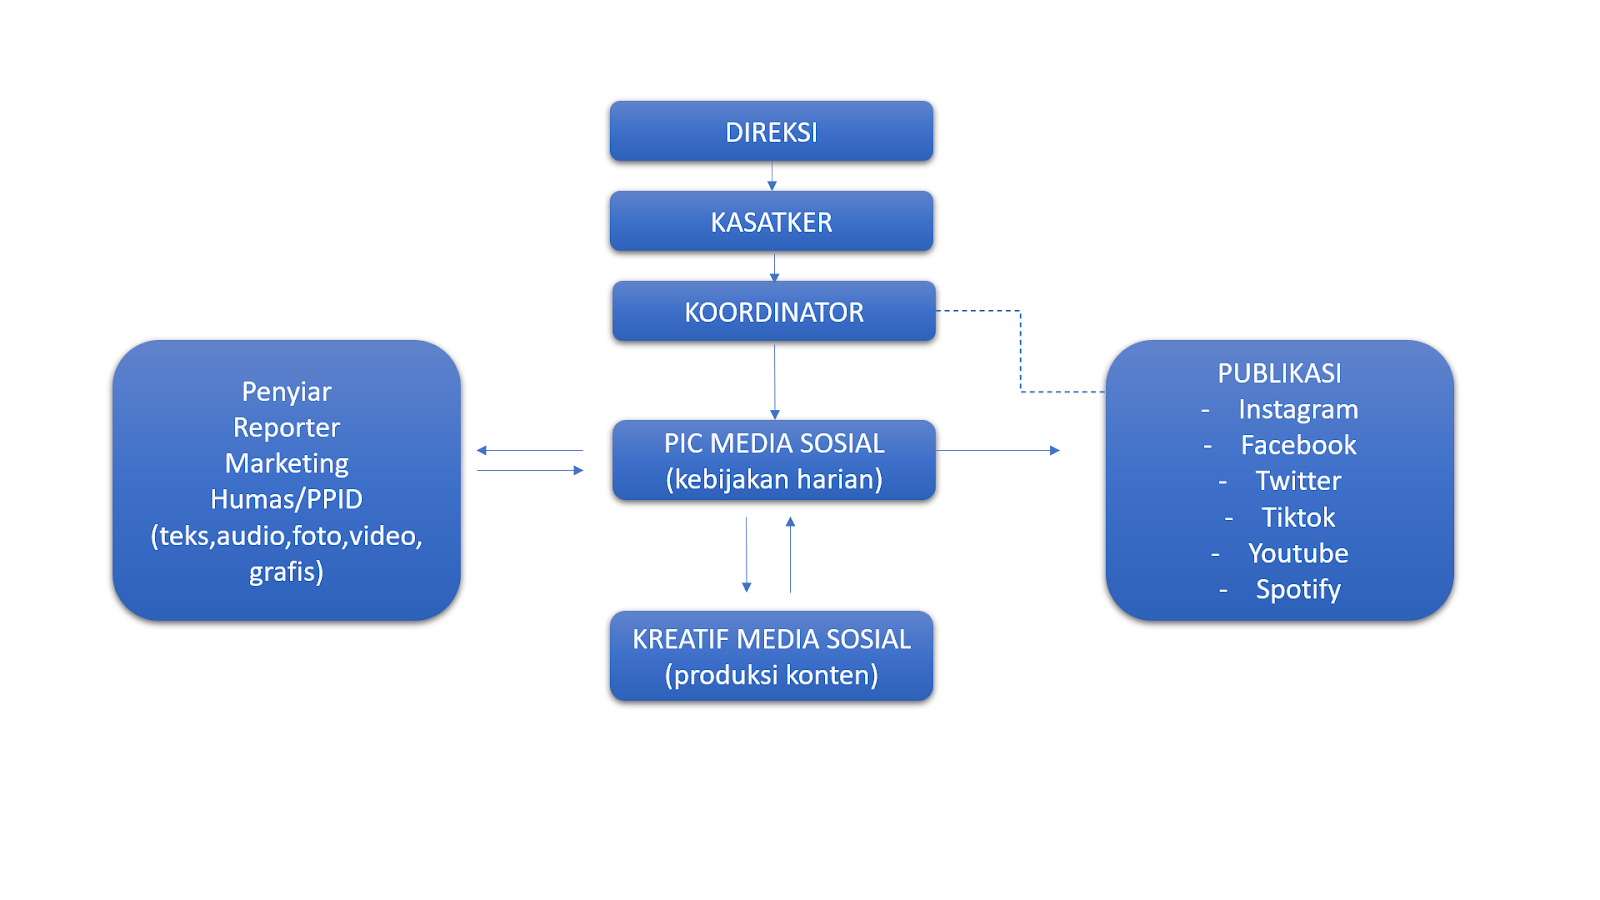 DIREKSI
KASATKER
KOORDINATOR
Penyiar
Reporter
Marketing
Humas/PPID
(teks,audio,foto,video,
grafis)
PIC MEDIA SOSIAL
(kebijakan harian)
KREATIF MEDIA SOSIAL
(produksi konten)
PUBLIKASI
- Instagram
- Facebook
- Twitter
- Tiktok
- Youtube
- Spotify